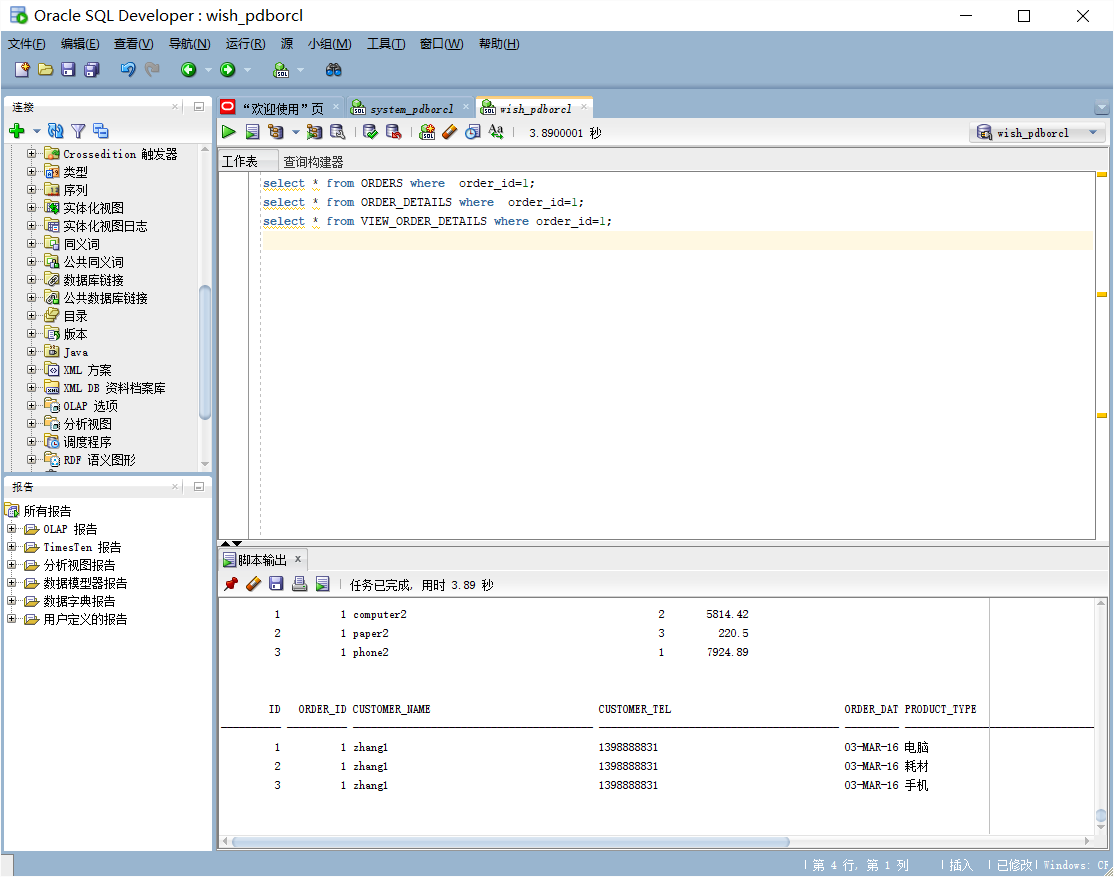 Oracle SQL Developer : wish_pdborcl
文件(F) 编辑(E) 查看(V) 导航(N) 运行(R) 源 小组(M) 工具(T) 窗口(W) 帮助(H)
连接
Crossedition 触发器
类型
序列
实体化视图
实体化视图日志
同义词
公共同义词
数据库链接
公共数据库链接
目录
版本
Java
XML 方案
XML DB 资料档案库
OLAP 选项
分析视图
调度程序
RDF 语义图形
报告
所有报告
OLAP 报告
TimesTen 报告
分析视图报告
数据模型器报告
数据字典报告
用户定义的报告
“欢迎使用”页 system_pdborcl wish_pdborcl
3.8900001 秒 wish_pdborcl
工作表 查询构建器
select * from ORDERS where  order_id=1;
select * from ORDER_DETAILS where  order_id=1;
select * from VIEW_ORDER_DETAILS where order_id=1;
脚本输出
任务已完成, 用时 3.89 秒
1 1 computer2 2 5814.42
2 1 paper2 3 220.5
3 1 phone2 1 7924.89
ID ORDER_ID CUSTOMER_NAME CUSTOMER_TEL ORDER_DAT PRODUCT_TYPE
1 1 zhang1 1398888831 03-MAR-16 电脑
2 1 zhang1 1398888831 03-MAR-16 耗材
3 1 zhang1 1398888831 03-MAR-16 手机
第 4 行, 第 1 列 插入 已修改 Windows: CR